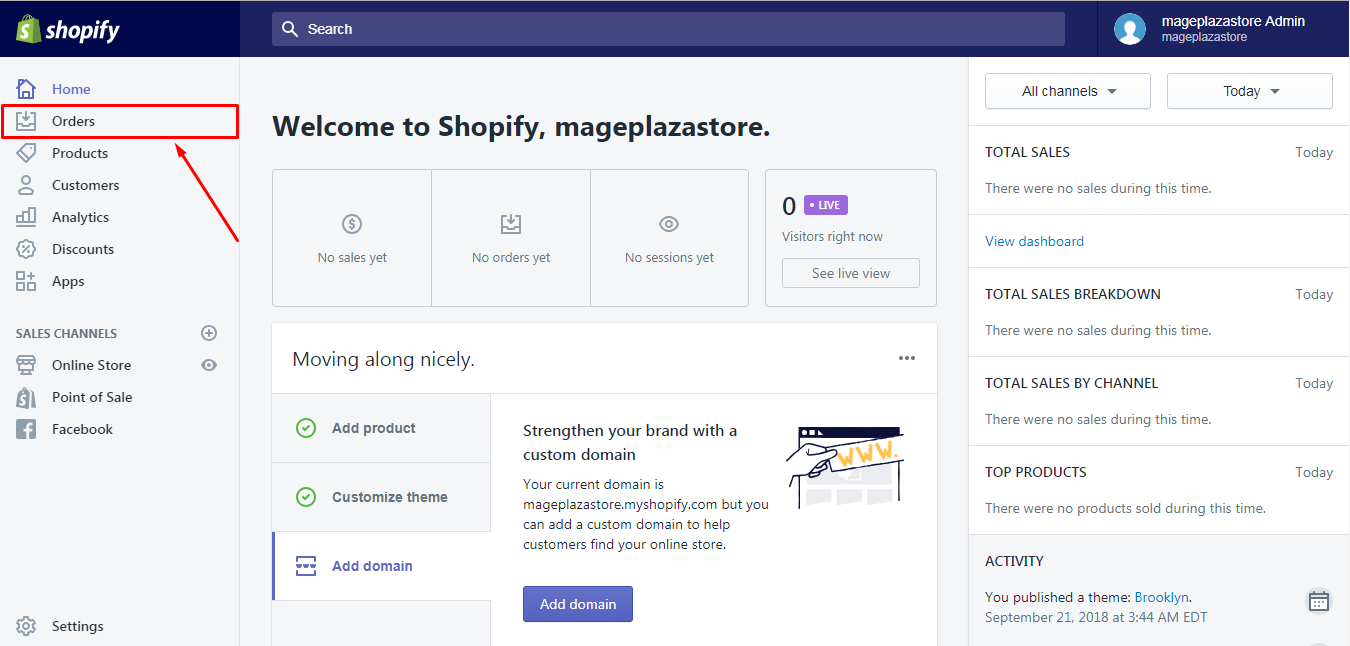 shopify
Search
mageplazastore Admin
mageplazastore
Home
Orders
Products
Customers
Analytics
Discounts
Apps
SALES CHANNELS
Online Store
Point of Sale
Facebook
Settings
Welcome to Shopify, mageplazastore.
No sales yet
No orders yet
No sessions yet
0 • LIVE
Visitors right now
See live view
Moving along nicely.
Add product
Customize theme
Add domain
Strengthen your brand with a
custom domain
Your current domain is
mageplazastore.myshopify.com but you
can add a custom domain to help
customers find your online store.
Add domain
WWW.
All channels
Today
TOTAL SALES Today
There were no sales during this time.
View dashboard
TOTAL SALES BREAKDOWN Today
There were no sales during this time.
TOTAL SALES BY CHANNEL Today
There were no sales during this time.
TOP PRODUCTS Today
There were no products sold during this time.
ACTIVITY
You published a theme: Brooklyn.
September 21, 2018 at 3:44 AM EDT